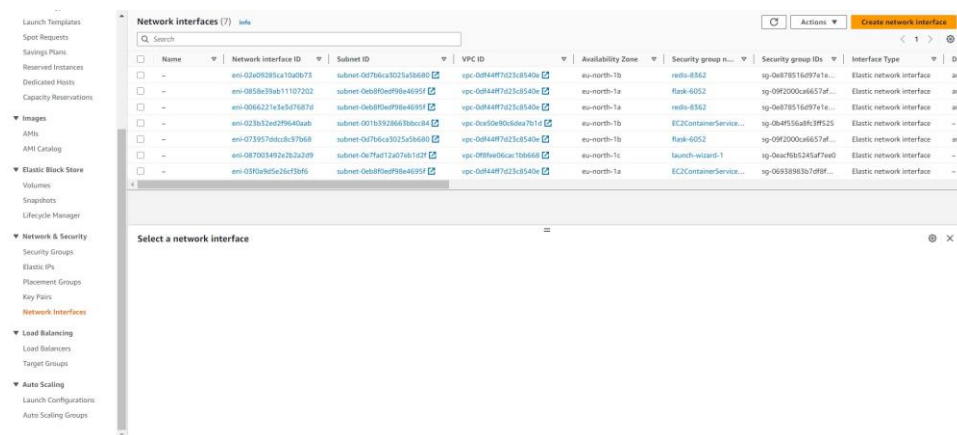 Launch Templates
Spot Requests
Savings Plans
Reserved Instances
Dedicated Hosts
Capacity Reservations
Images
AMIs
AMI Catalog
Elastic Block Store
Volumes
Snapshots
Lifecycle Manager
Network & Security
Security Groups
Elastic IPs
Placement Groups
Key Pairs
Network Interfaces
Load Balancing
Load Balancers
Target Groups
Auto Scaling
Launch Configurations
Auto Scaling Groups
Network interfaces (7) Info
Actions
Create network interface
Search
1
Name Network interface ID Subnet ID VPC ID Availability Zone Security group n... Security group IDs Interface Type D
– eni-02e09285ca10a0b73 subnet-0d7b6ca3025a5b680 vpc-0df44ff7d23c8540e eu-north-1b redis-8362 sg-0e878516d97e1e... Elastic network interface
– eni-0858e39ab11107202 subnet-0eb8f0edf98e4695f vpc-0df44ff7d23c8540e eu-north-1a flask-6052 sg-09f2000ca6657af... Elastic network interface
– eni-0066221e3e3d7687d subnet-0eb8f0edf98e4695f vpc-0df44ff7d23c8540e eu-north-1a redis-8362 sg-0e878516d97e1e... Elastic network interface
– eni-023b32ed2f9640aab subnet-001b3928663bbcc84 vpc-0ca50e90c6dea7b1d eu-north-1b EC2ContainerService... sg-0b4f556a8fc3ff525 Elastic network interface –
– eni-073957ddcc8c97b68 subnet-0d7b6ca3025a5b680 vpc-0df44ff7d23c8540e eu-north-1b flask-6052 sg-09f2000ca6657af... Elastic network interface
– eni-087003492e2b2a2d9 subnet-0e7fad12a07eb1d2f vpc-0f8fee06cac1bb668 eu-north-1c launch-wizard-1 sg-0eacf6b5245af7ee0 Elastic network interface –
– eni-03f0a9d5e26cf3bf6 subnet-0eb8f0edf98e4695f vpc-0df44ff7d23c8540e eu-north-1a EC2ContainerService... sg-06938983b7df8f... Elastic network interface –
Select a network interface